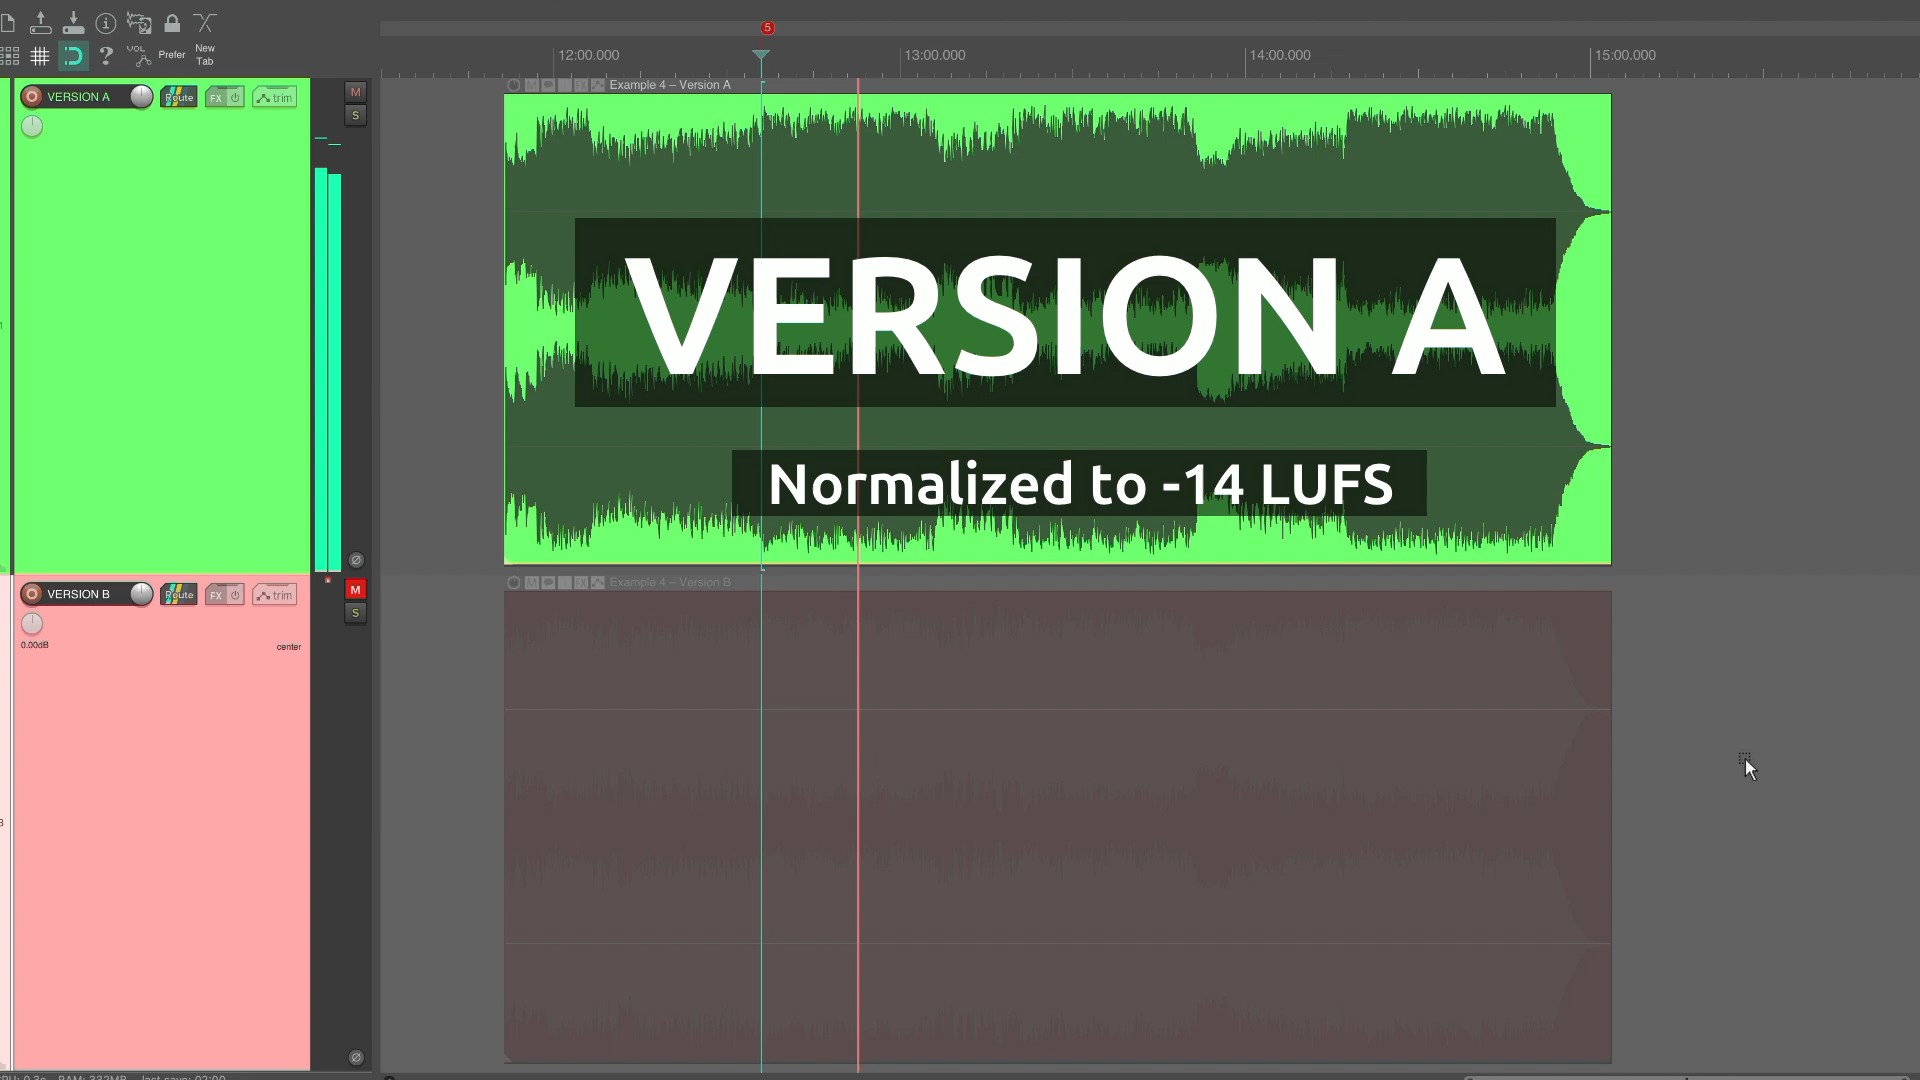 5
12:00.000 13:00.000 14:00.000 15:00.000
VOL Prefer New Tab
VERSION A Route FX trim M
S
Example 4 – Version A
VERSION A
Normalized to -14 LUFS
VERSION B Route FX trim M
S
0.00dB center
Example 4 – Version B